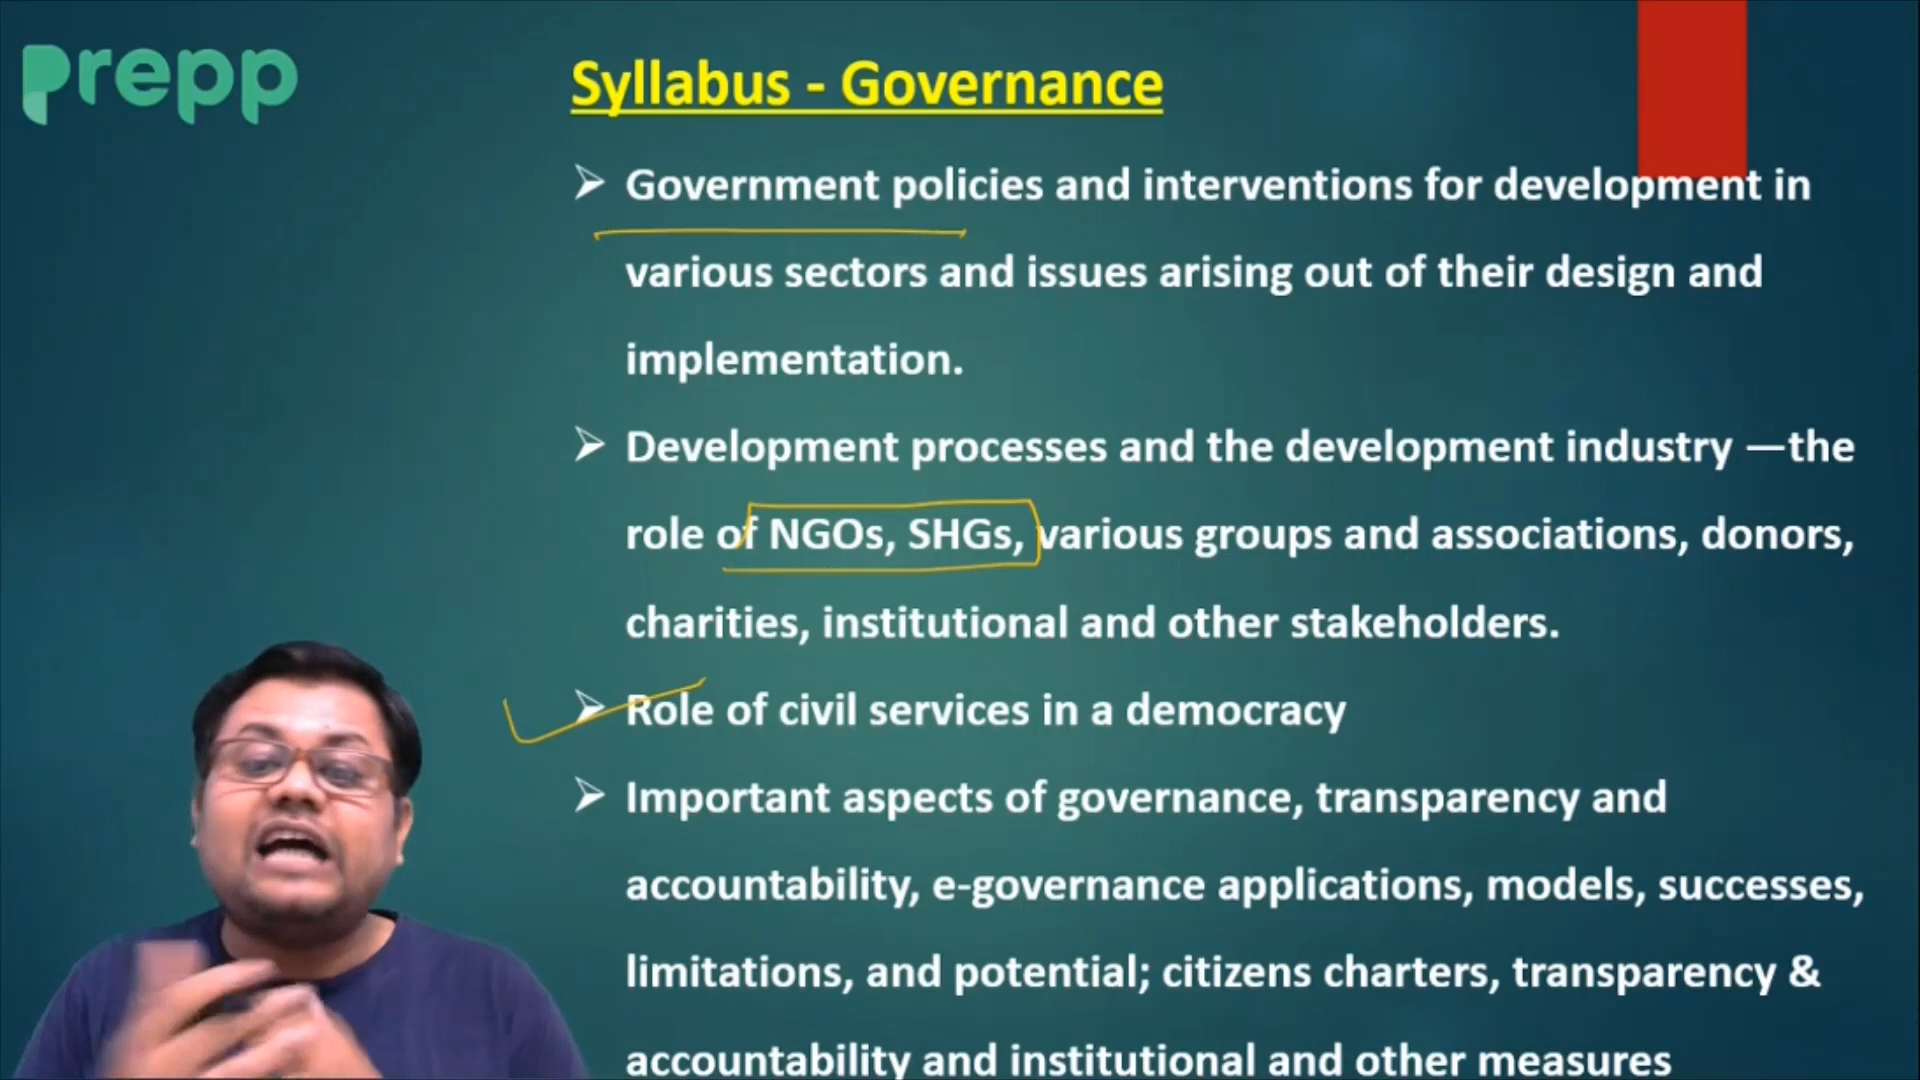 prepp
Syllabus - Governance
➢ Government policies and interventions for development in
various sectors and issues arising out of their design and
implementation.
➢ Development processes and the development industry —the
role of NGOs, SHGs, various groups and associations, donors,
charities, institutional and other stakeholders.
➢ Role of civil services in a democracy
➢ Important aspects of governance, transparency and
accountability, e-governance applications, models, successes,
limitations, and potential; citizens charters, transparency &
accountability and institutional and other measures